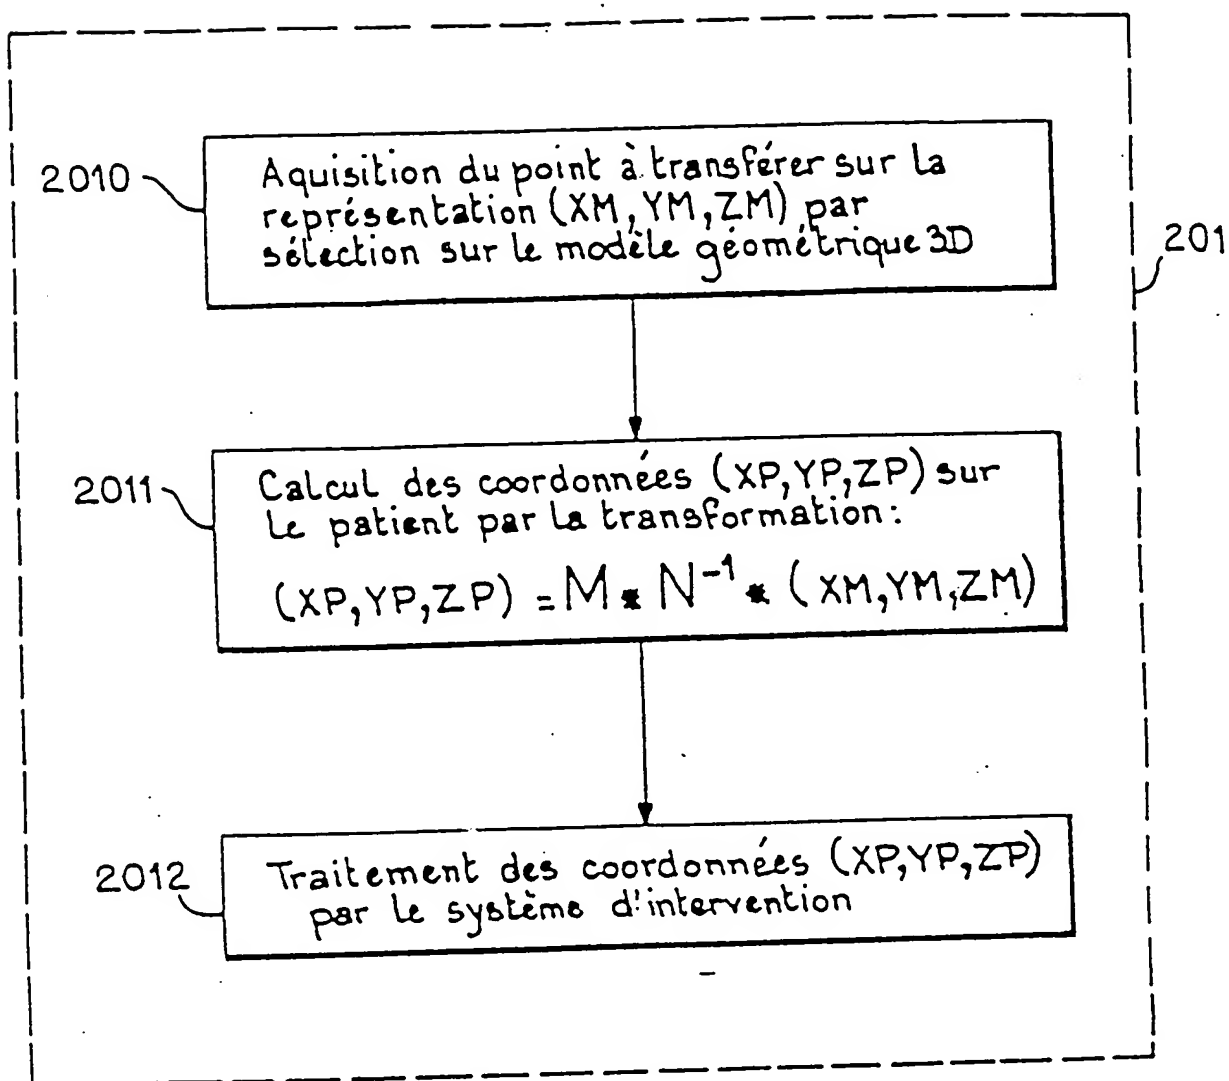 2010
Aquisition du point à transférer sur la
représentation (XM,YM,ZM) par
sélection sur le modèle géométrique 3D
201
2011
Calcul des coordonnées (XP,YP,ZP) sur
le patient par la transformation:
(XP,YP,ZP) = M * N⁻¹ * (XM,YM,ZM)
2012
Traitement des coordonnées (XP,YP,ZP)
par le système d'intervention